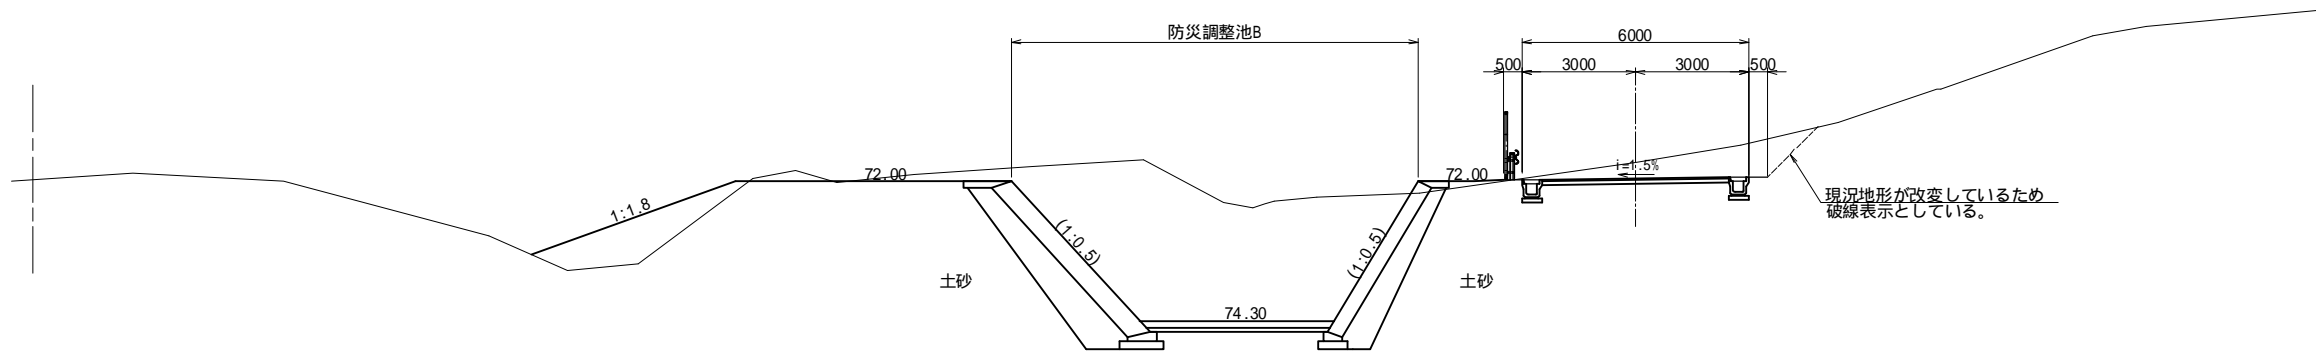 防災調整池B
6000
500
3000
3000
500
72.00
72.00
i=1.5%
1:1.8
現況地形が改変しているため
破線表示としている。
(1:0.5)
(1:0.5)
土砂
土砂
74.30